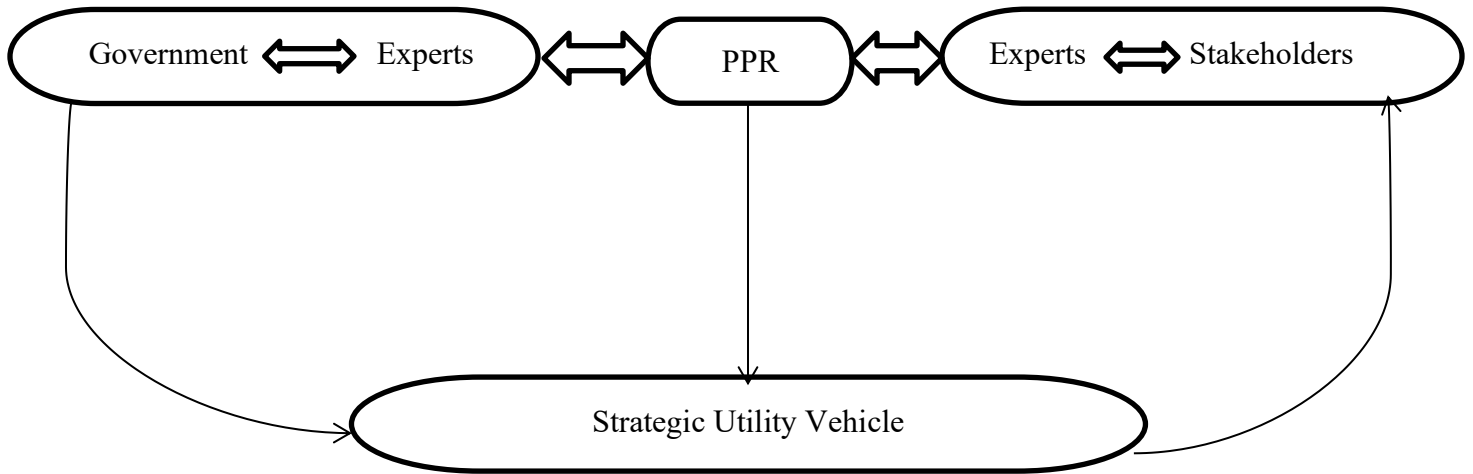 Government Experts
PPR
Experts Stakeholders
Strategic Utility Vehicle